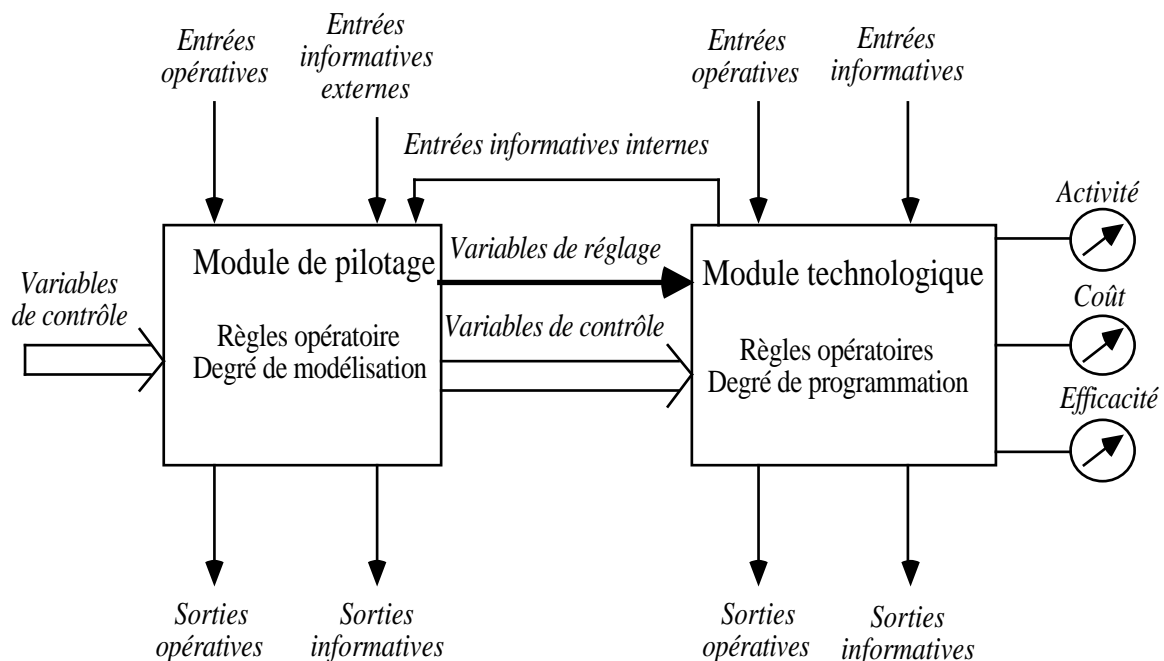 Entrées
opératives
Entrées
informatives
externes
Entrées
opératives
Entrées
informatives
Entrées informatives internes
Activité
Variables
de contrôle
Module de pilotage
Règles opératoire
Degré de modélisation
Variables de réglage
Variables de contrôle
Module technologique
Règles opératoires
Degré de programmation
Coût
Efficacité
Sorties
opératives
Sorties
informatives
Sorties
opératives
Sorties
informatives